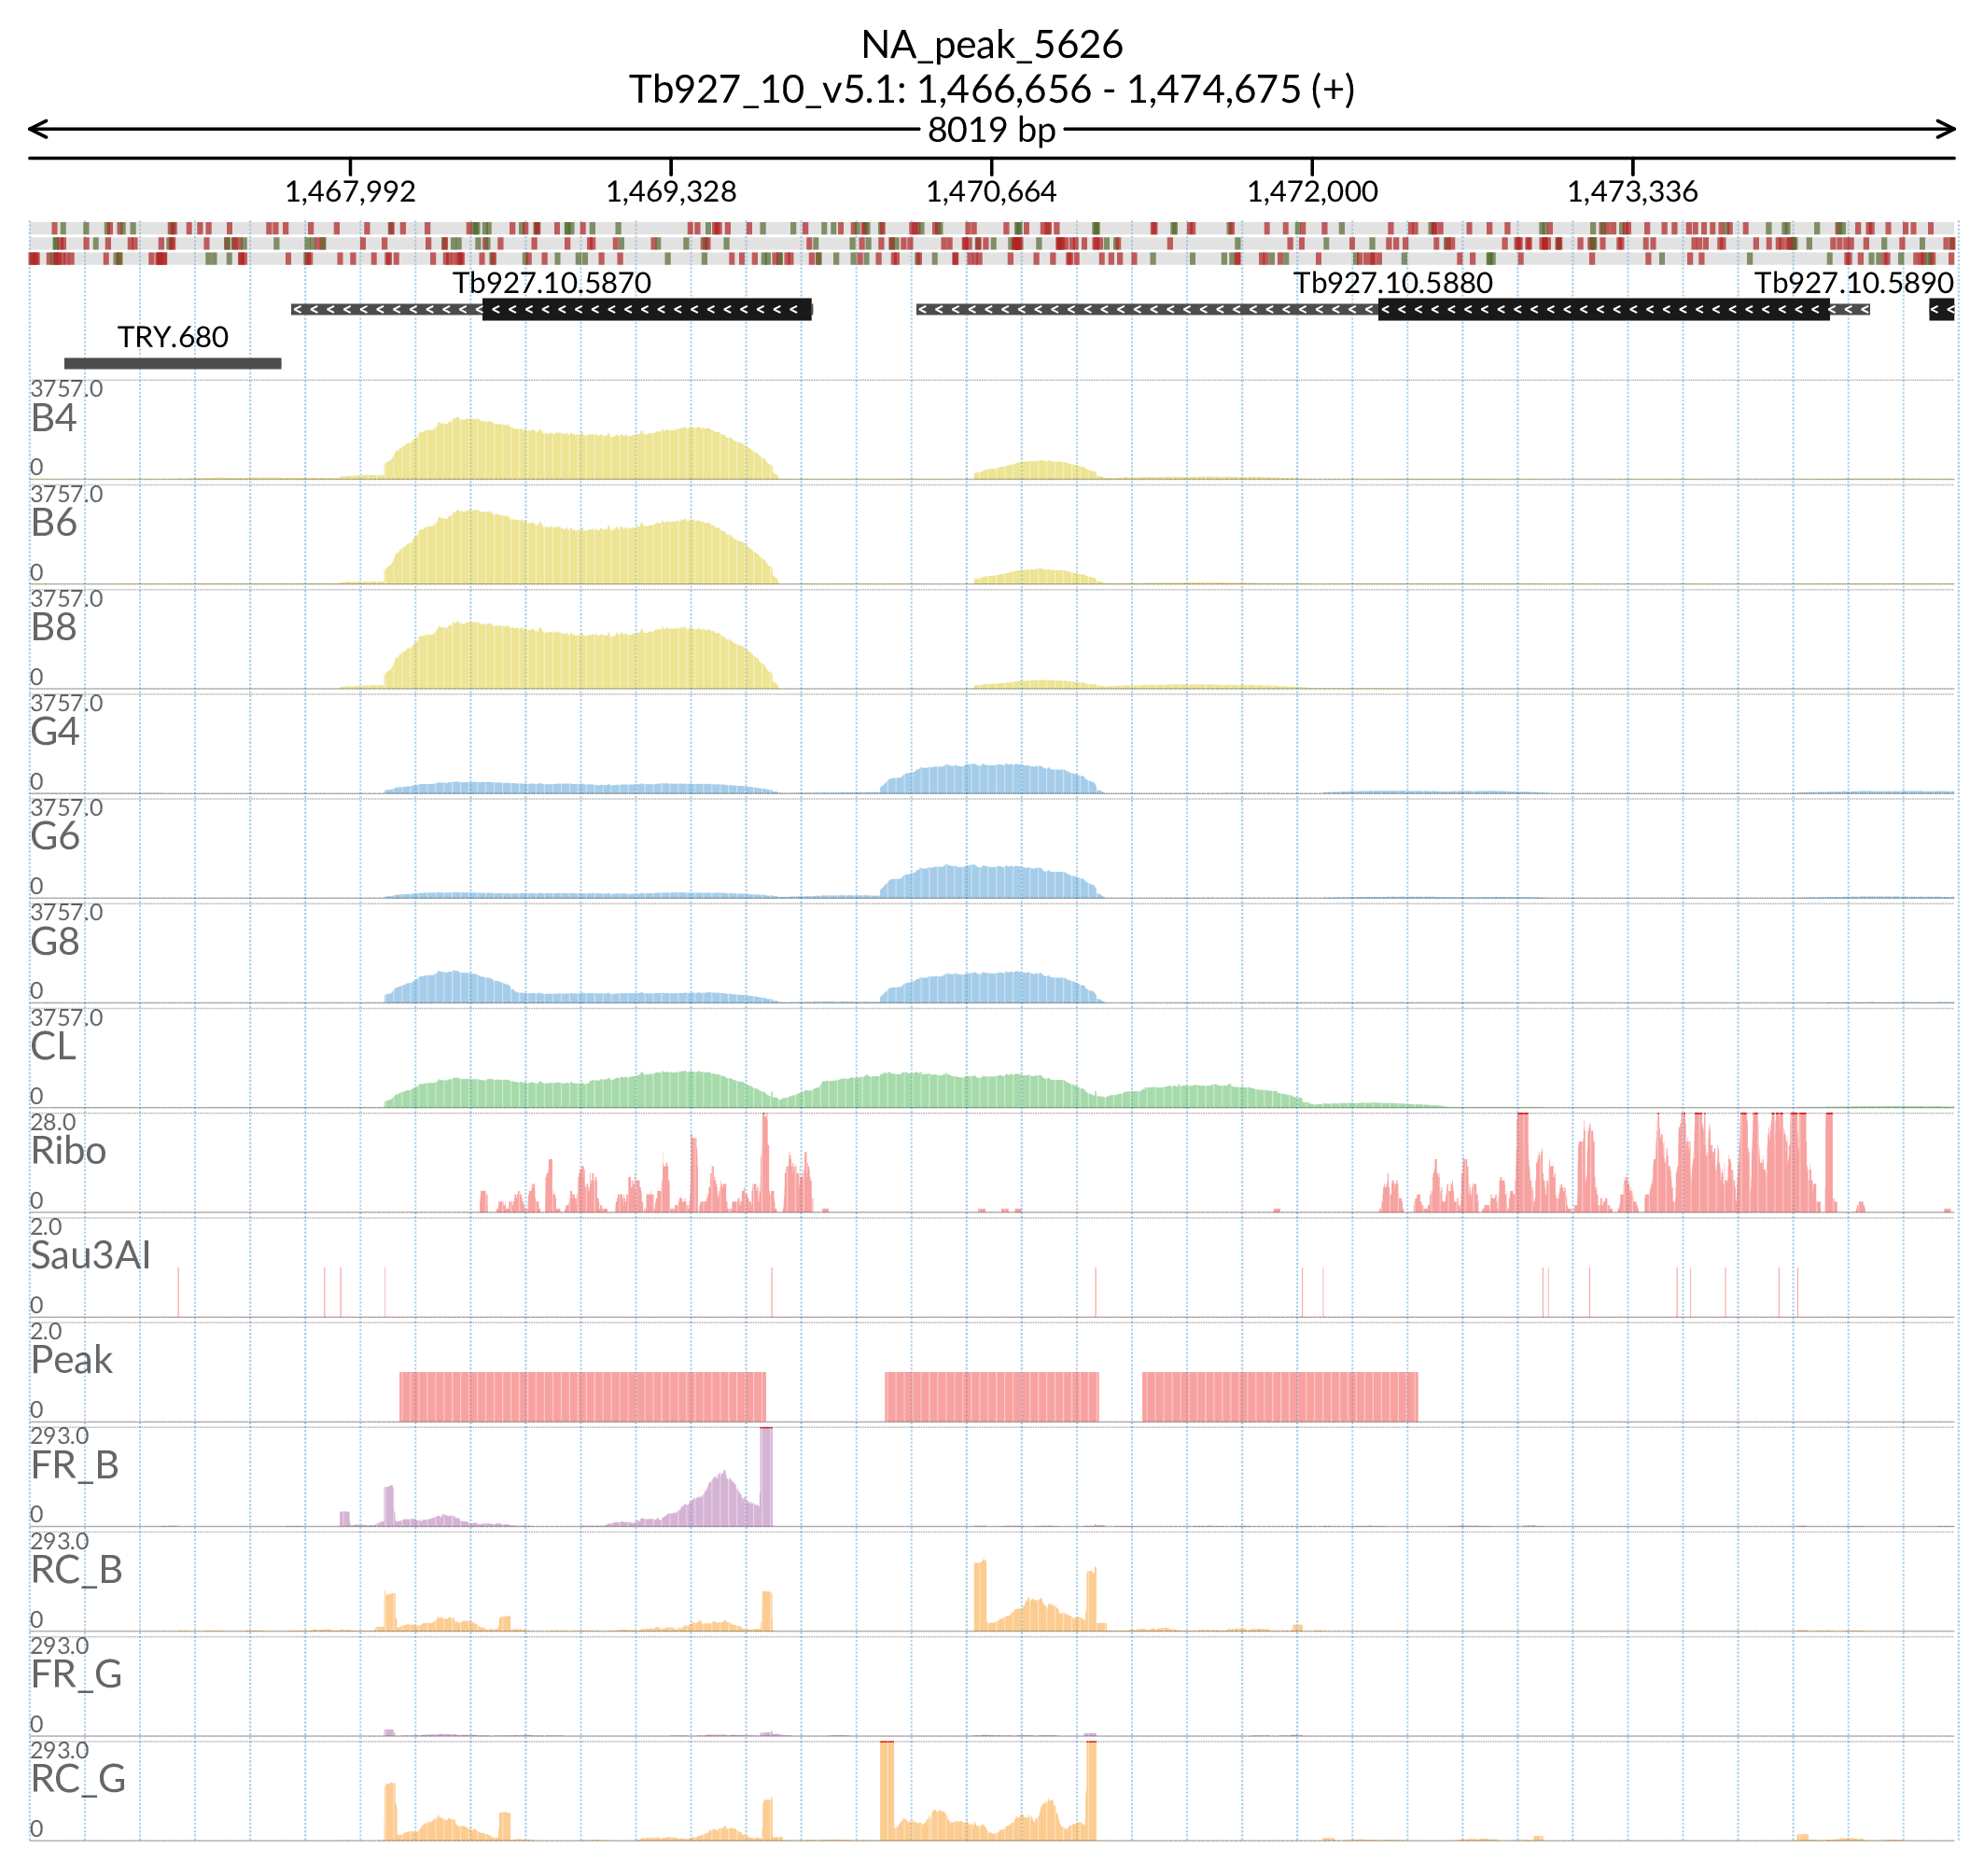 NA_peak_5626
Tb927_10_v5.1: 1,466,656 - 1,474,675 (+)
8019 bp
1,467,992 1,469,328 1,470,664 1,472,000 1,473,336
Tb927.10.5870 Tb927.10.5880 Tb927.10.5890
TRY.680
3757.0
B4
0
3757.0
B6
0
3757.0
B8
0
3757.0
G4
0
3757.0
G6
0
3757.0
G8
0
3757.0
CL
0
28.0
Ribo
0
2.0
Sau3AI
0
2.0
Peak
0
293.0
FR_B
0
293.0
RC_B
0
293.0
FR_G
0
293.0
RC_G
0